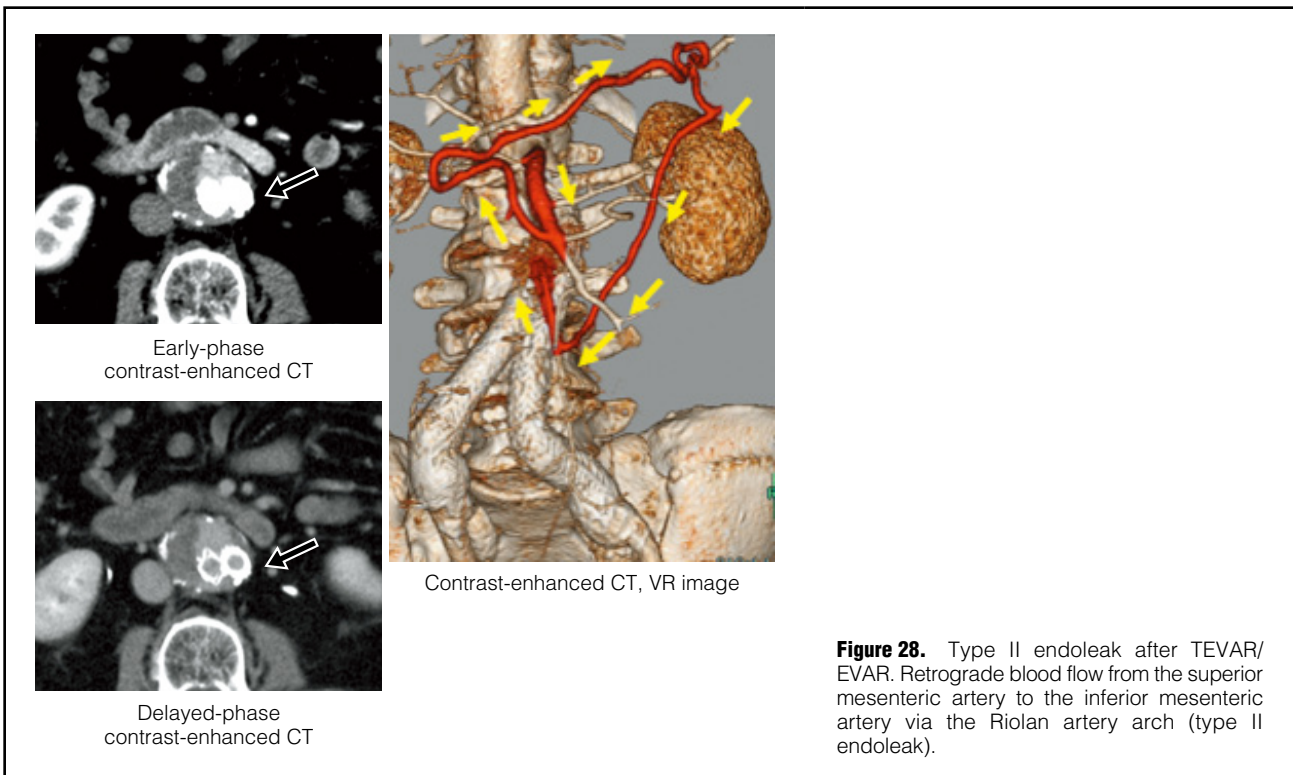 Early-phase
contrast-enhanced CT
Delayed-phase
contrast-enhanced CT
Contrast-enhanced CT, VR image
Figure 28. Type II endoleak after TEVAR/
EVAR. Retrograde blood flow from the superior
mesenteric artery to the inferior mesenteric
artery via the Riolan artery arch (type II
endoleak).